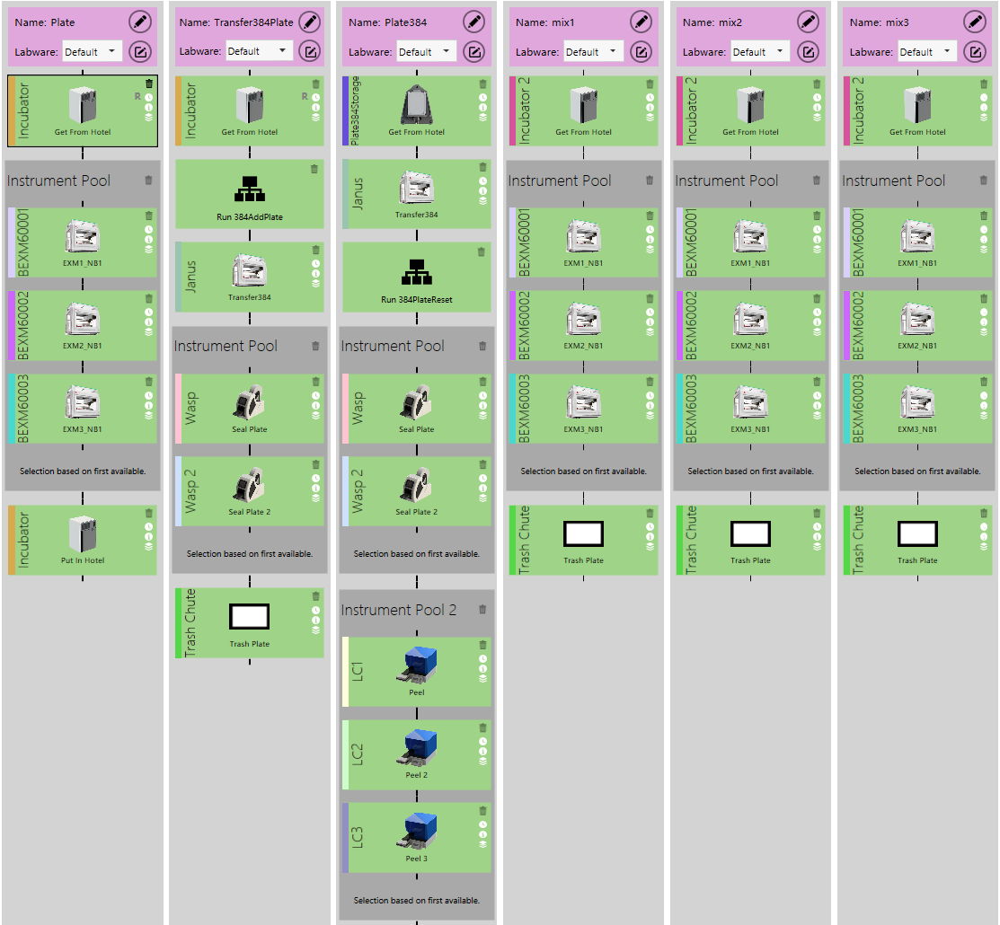 Name: Plate
Labware: Default
Incubator
R
Get From Hotel
Instrument Pool
BEXM60001
EXM1_NB1
BEXM60002
EXM2_NB1
BEXM60003
EXM3_NB1
Selection based on first available.
Incubator
Put In Hotel
Name: Transfer384Plate
Labware: Default
Incubator
R
Get From Hotel
Run 384AddPlate
Janus
Transfer384
Instrument Pool
Wasp
Seal Plate
Wasp 2
Seal Plate 2
Selection based on first available.
Trash Chute
Trash Plate
Name: Plate384
Labware: Default
Plate384Storage
Get From Hotel
Janus
Transfer384
Run 384PlateReset
Instrument Pool
Wasp
Seal Plate
Wasp 2
Seal Plate 2
Selection based on first available.
Instrument Pool 2
LC1
Peel
LC2
Peel 2
LC3
Peel 3
Selection based on first available.
Name: mix1
Labware: Default
Incubator 2
Get From Hotel
Instrument Pool
BEXM60001
EXM1_NB1
BEXM60002
EXM2_NB1
BEXM60003
EXM3_NB1
Selection based on first available.
Trash Chute
Trash Plate
Name: mix2
Labware: Default
Incubator 2
Get From Hotel
Instrument Pool
BEXM60001
EXM1_NB1
BEXM60002
EXM2_NB1
BEXM60003
EXM3_NB1
Selection based on first available.
Trash Chute
Trash Plate
Name: mix3
Labware: Default
Incubator 2
Get From Hotel
Instrument Pool
BEXM60001
EXM1_NB1
BEXM60002
EXM2_NB1
BEXM60003
EXM3_NB1
Selection based on first available.
Trash Chute
Trash Plate